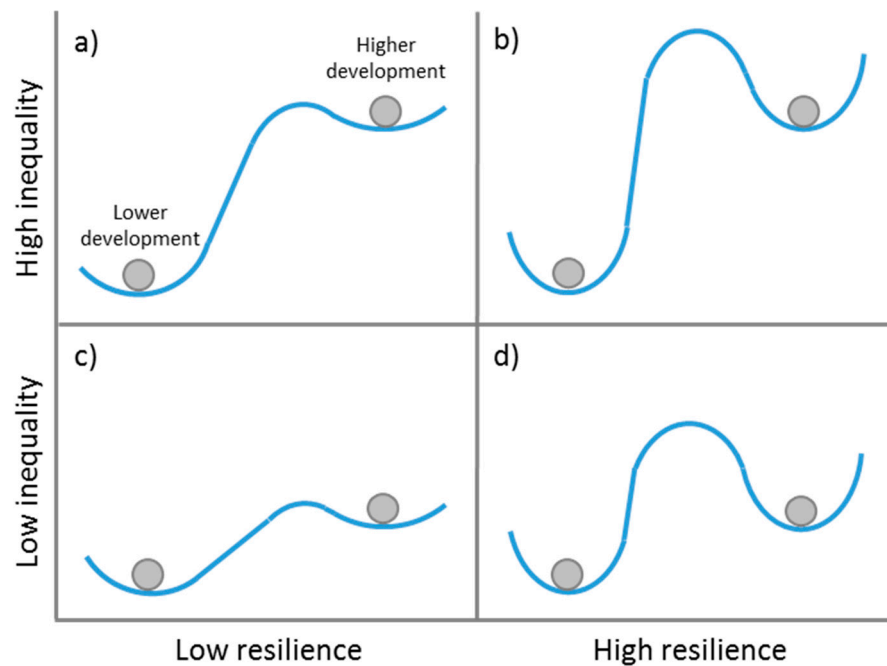 a)
Higher
development
b)
High inequality
Lower
development
c)
d)
Low inequality
Low resilience
High resilience